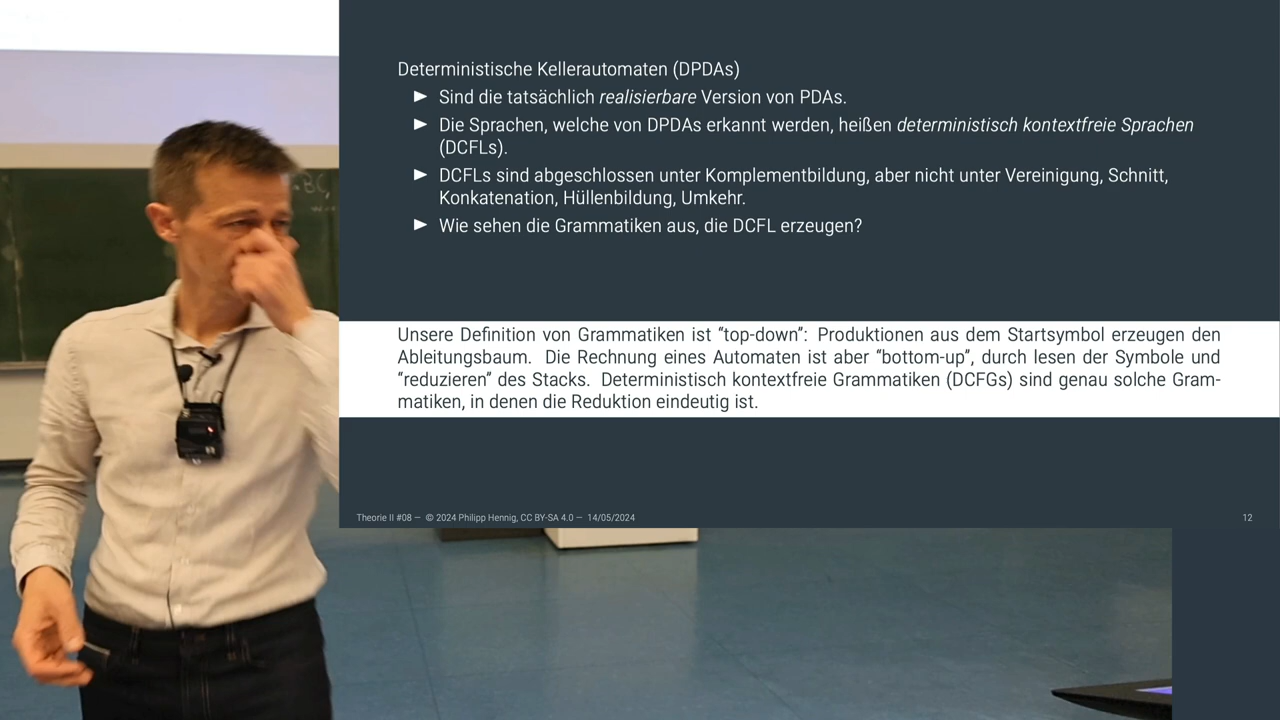 Deterministische Kellerautomaten (DPDAs)
► Sind die tatsächlich realisierbare Version von PDAs.
► Die Sprachen, welche von DPDAs erkannt werden, heißen deterministisch kontextfreie Sprachen
(DCFLs).
► DCFLs sind abgeschlossen unter Komplementbildung, aber nicht unter Vereinigung, Schnitt,
Konkatenation, Hüllenbildung, Umkehr.
► Wie sehen die Grammatiken aus, die DCFL erzeugen?
Unsere Definition von Grammatiken ist “top-down”: Produktionen aus dem Startsymbol erzeugen den
Ableitungsbaum. Die Rechnung eines Automaten ist aber “bottom-up”, durch lesen der Symbole und
“reduzieren” des Stacks. Deterministisch kontextfreie Grammatiken (DCFGs) sind genau solche Gram-
matiken, in denen die Reduktion eindeutig ist.
Theorie II #08 — © 2024 Philipp Hennig, CC BY-SA 4.0 — 14/05/2024
12